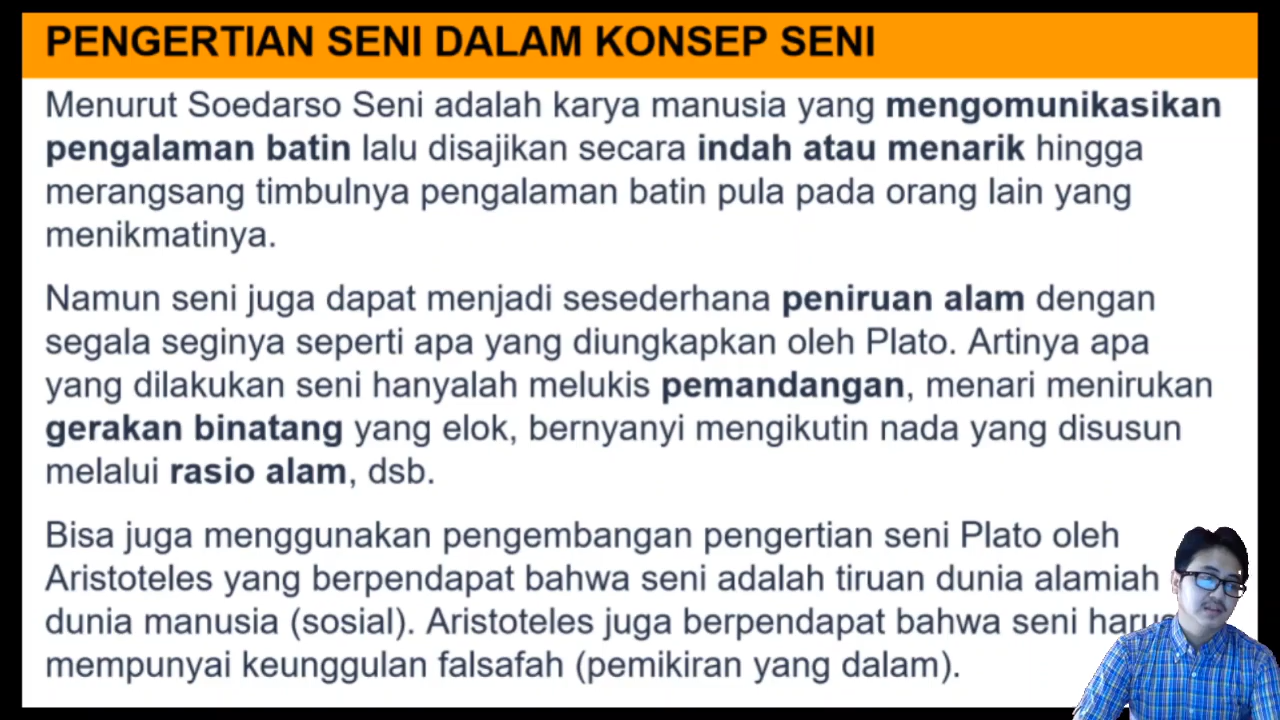 PENGERTIAN SENI DALAM KONSEP SENI
Menurut Soedarso Seni adalah karya manusia yang mengomunikasikan
pengalaman batin lalu disajikan secara indah atau menarik hingga
merangsang timbulnya pengalaman batin pula pada orang lain yang
menikmatinya.
Namun seni juga dapat menjadi sesederhana peniruan alam dengan
segala seginya seperti apa yang diungkapkan oleh Plato. Artinya apa
yang dilakukan seni hanyalah melukis pemandangan, menari menirukan
gerakan binatang yang elok, bernyanyi mengikutin nada yang disusun
melalui rasio alam, dsb.
Bisa juga menggunakan pengembangan pengertian seni Plato oleh
Aristoteles yang berpendapat bahwa seni adalah tiruan dunia alamiah
dunia manusia (sosial). Aristoteles juga berpendapat bahwa seni
mempunyai keunggulan falsafah (pemikiran yang dalam).